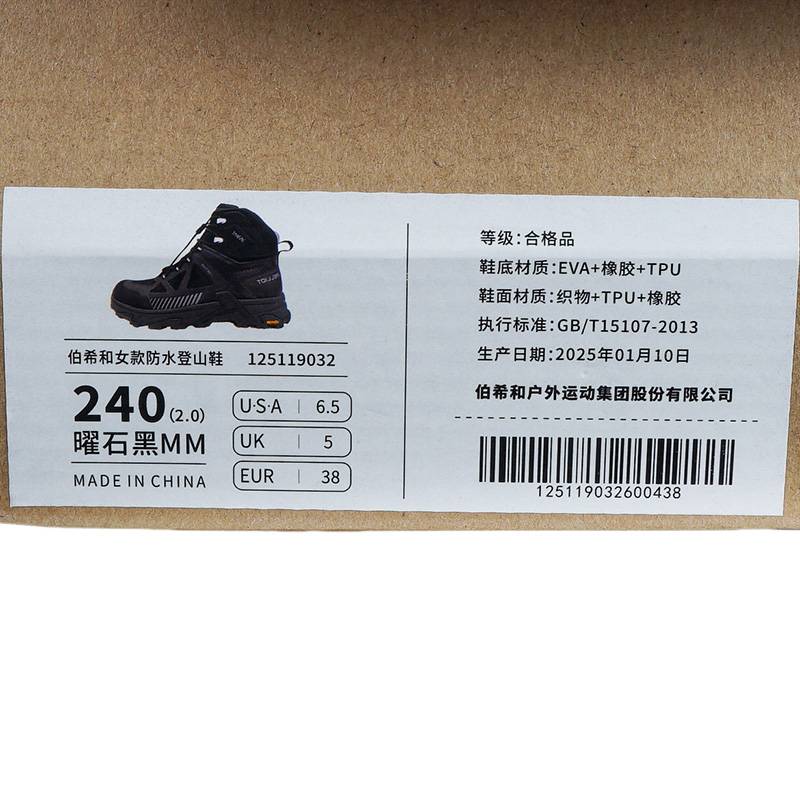 伯希和女款防水登山鞋 125119032
240 (2.0)
曜石黑MM
MADE IN CHINA
U·S·A 6.5
UK 5
EUR 38
等级：合格品
鞋底材质：EVA+橡胶+TPU
鞋面材质：织物+TPU+橡胶
执行标准：GB/T15107-2013
生产日期：2025年01月10日
伯希和户外运动集团股份有限公司
125119032600438